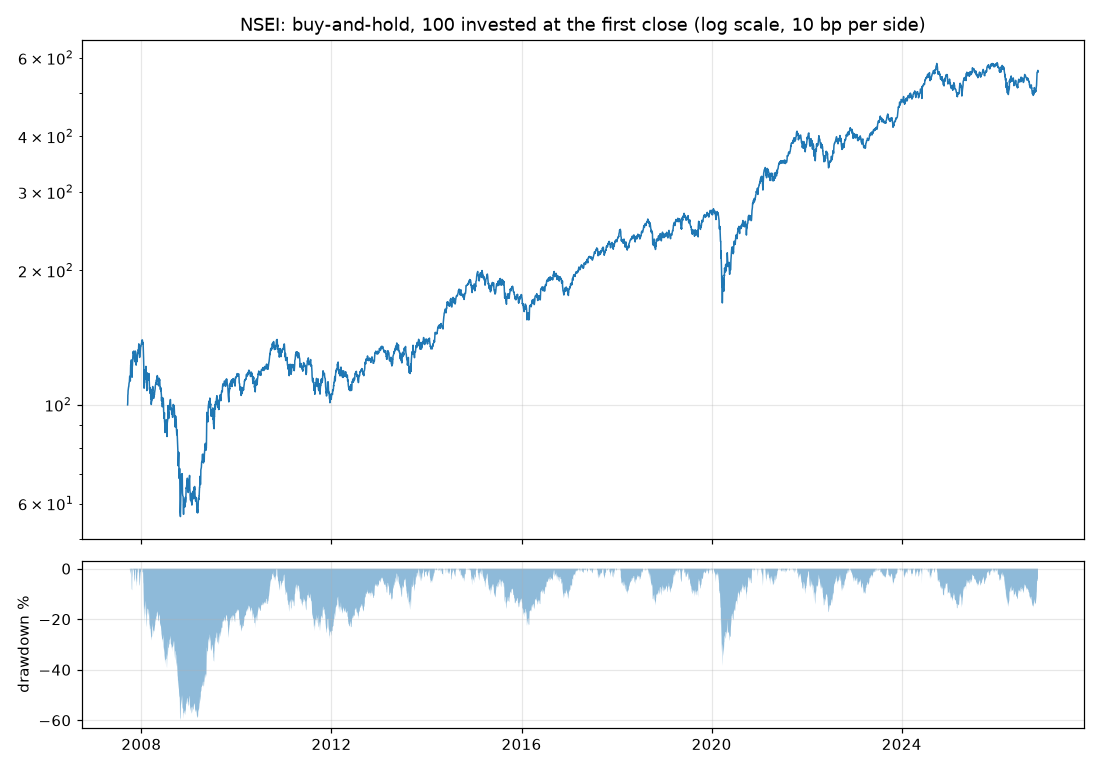 NSEI: buy-and-hold, 100 invested at the first close (log scale, 10 bp per side)
6 × 10²
4 × 10²
3 × 10²
2 × 10²
10²
6 × 10¹
0
−20
−40
−60
drawdown %
2008 2012 2016 2020 2024